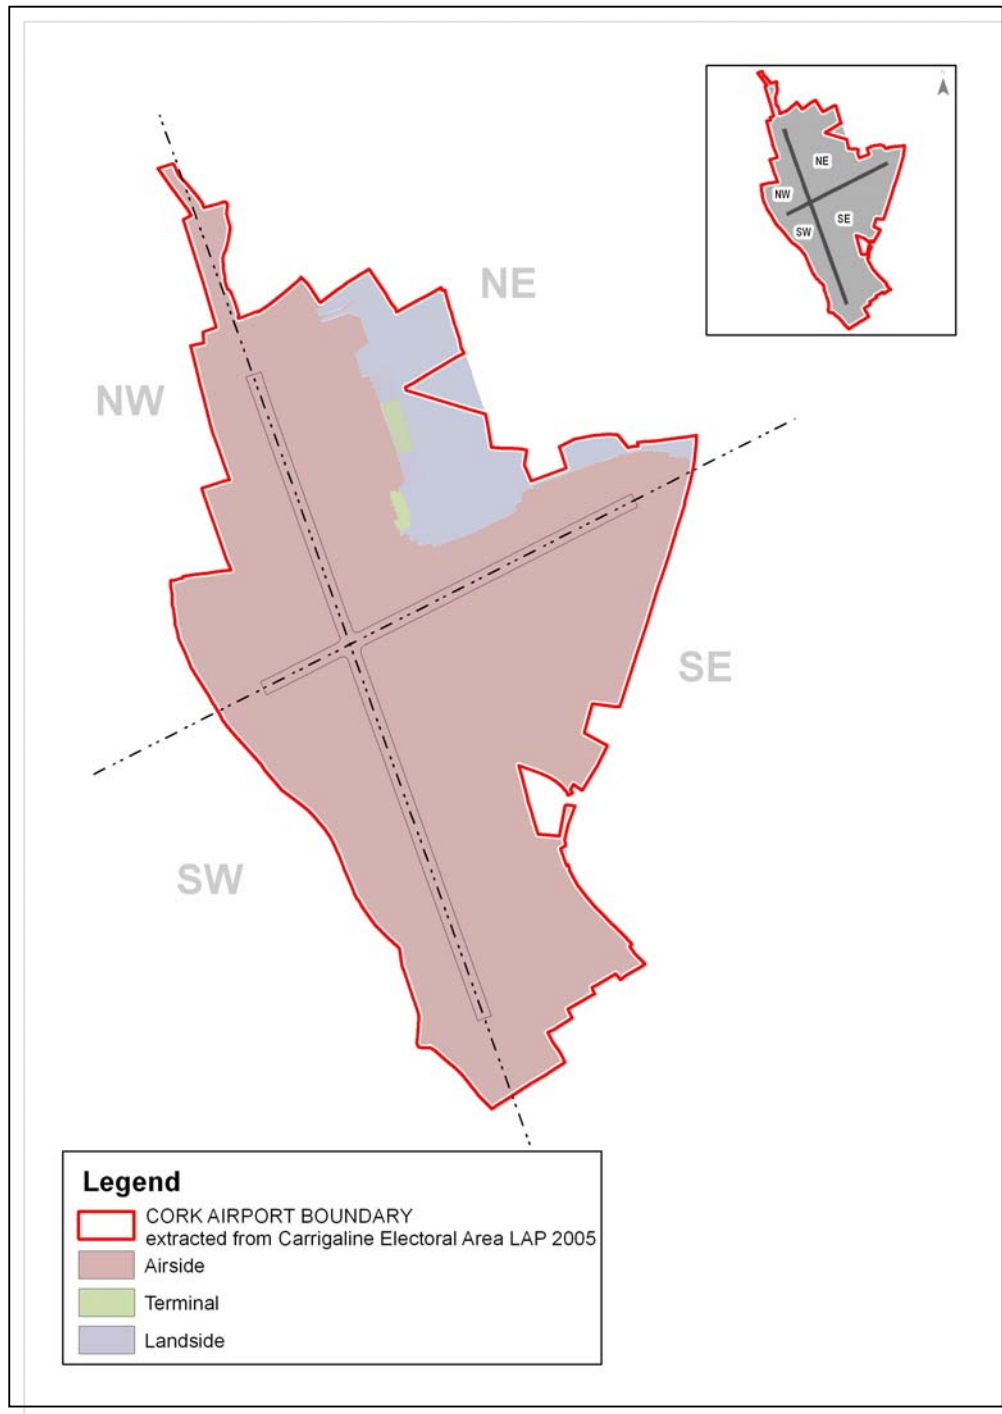 NE
NW
SW
SE
NE
NW
SE
SW
Legend
CORK AIRPORT BOUNDARY
extracted from Carrigaline Electoral Area LAP 2005
Airside
Terminal
Landside